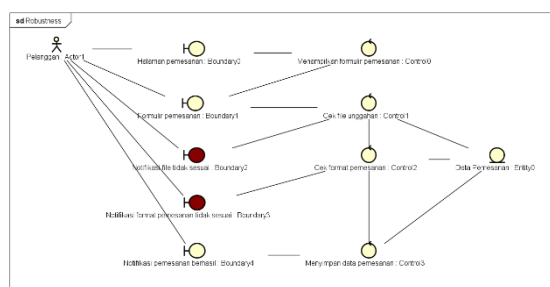 sd Robustness
Pelanggan : Actor1
Halaman pemesanan : Boundary0
Menampilkan formulir pemesanan : Control0
Formulir pemesanan : Boundary1
Cek file unggahan : Control1
Notifikasi file tidak sesuai : Boundary2
Cek format pemesanan : Control2
Data Pemesanan : Entity0
Notifikasi format pemesanan tidak sesuai : Boundary3
Notifikasi pemesanan berhasil : Boundary4
Menyimpan data pemesanan : Control3